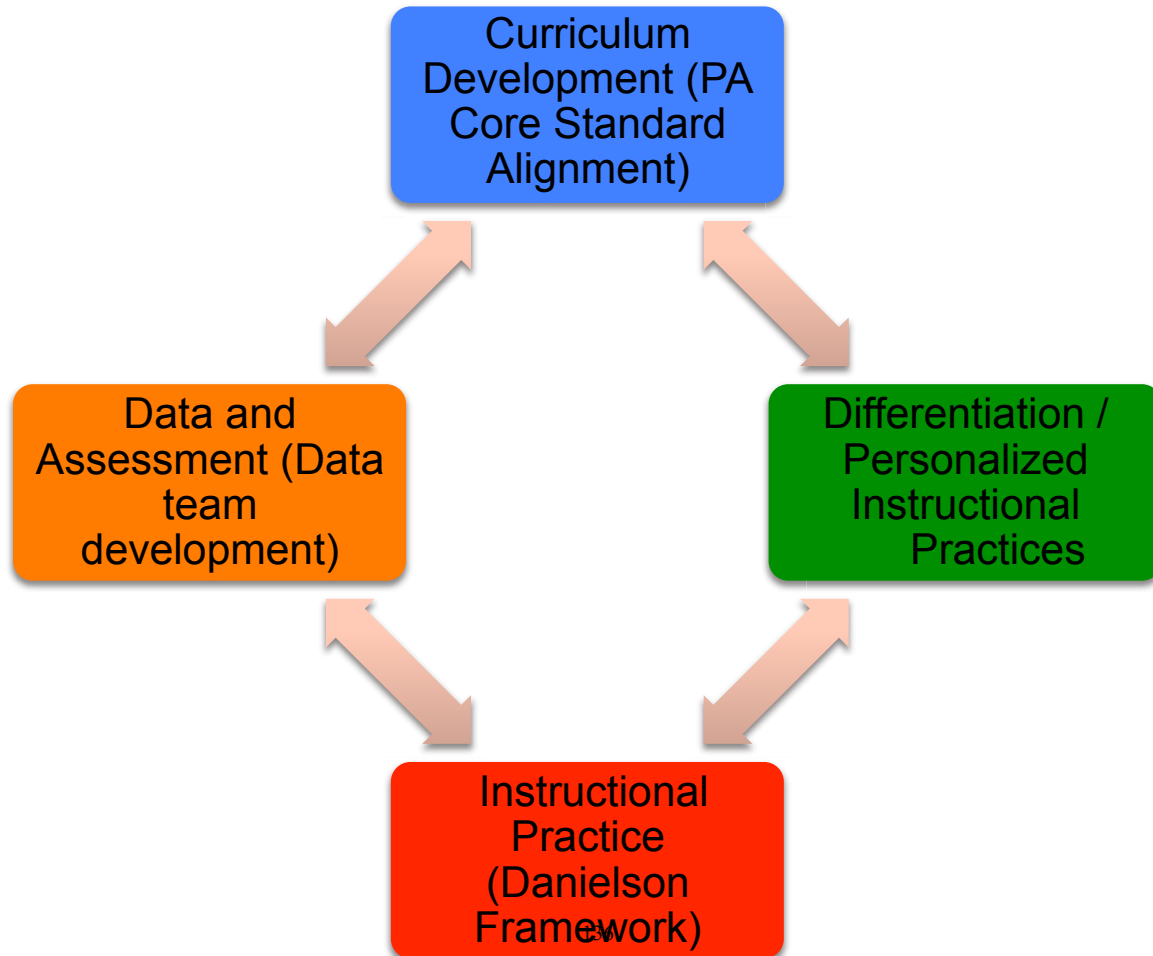 Curriculum
Development (PA
Core Standard
Alignment)
Data and
Assessment (Data
team
development)
Differentiation /
Personalized
Instructional
Practices
Instructional
Practice
(Danielson
Framework)
136